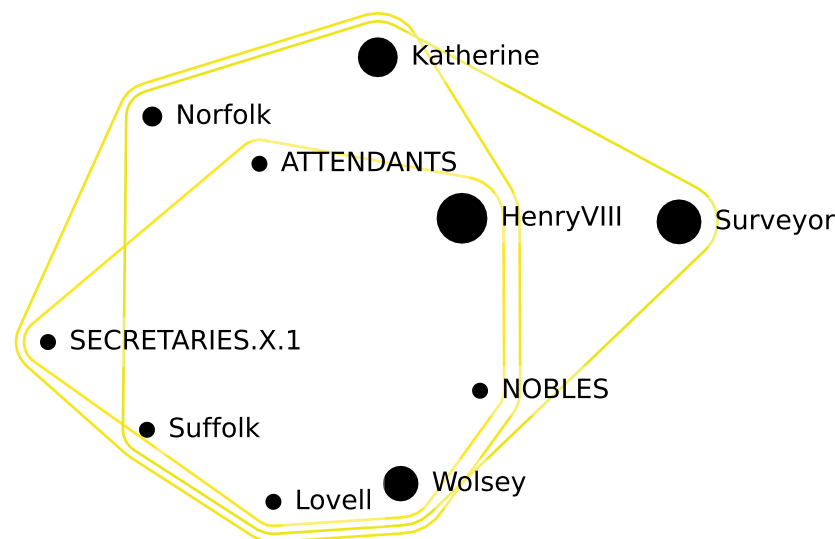 Katherine
Norfolk
ATTENDANTS
HenryVIII
Surveyor
SECRETARIES.X.1
NOBLES
Suffolk
Wolsey
Lovell